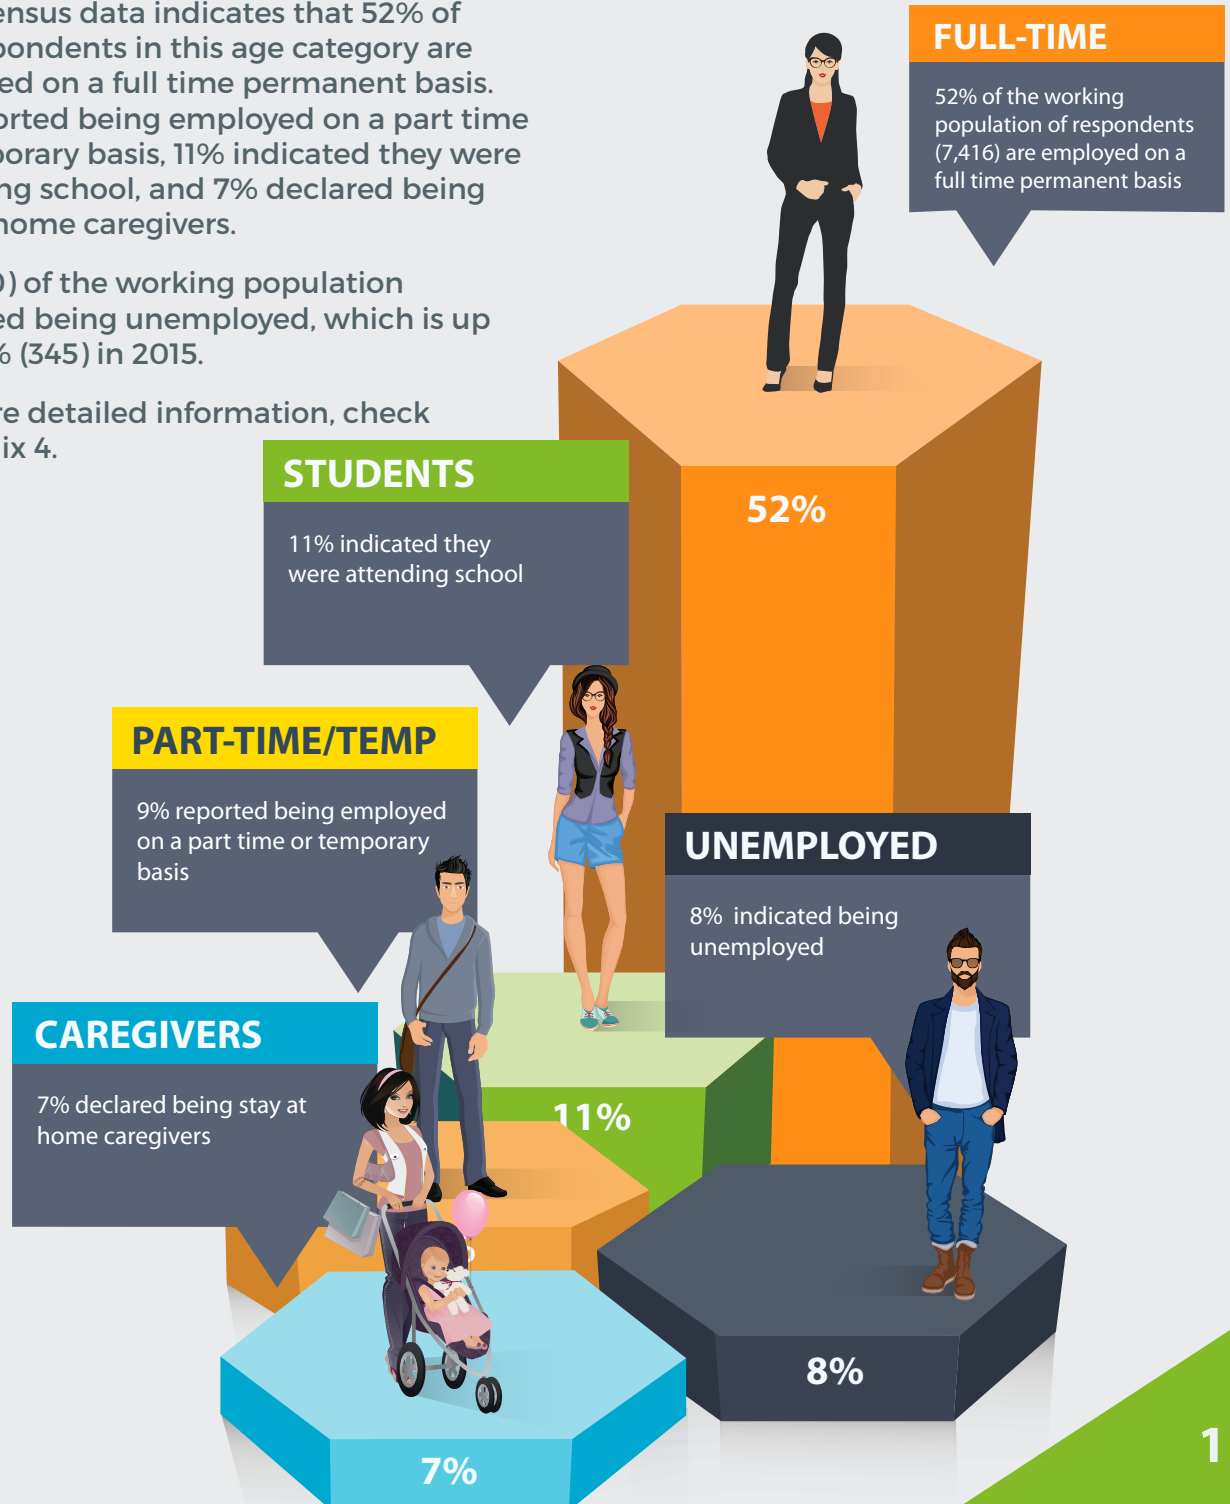 ensus data indicates that 52% of
pondents in this age category are
ed on a full time permanent basis.
orted being employed on a part time
porary basis, 11% indicated they were
ng school, and 7% declared being
home caregivers.
) of the working population
ed being unemployed, which is up
% (345) in 2015.
re detailed information, check
ix 4.
FULL-TIME
52% of the working
population of respondents
(7,416) are employed on a
full time permanent basis
52%
STUDENTS
11% indicated they
were attending school
11%
PART-TIME/TEMP
9% reported being employed
on a part time or temporary
basis
UNEMPLOYED
8% indicated being
unemployed
8%
CAREGIVERS
7% declared being stay at
home caregivers
7%
1